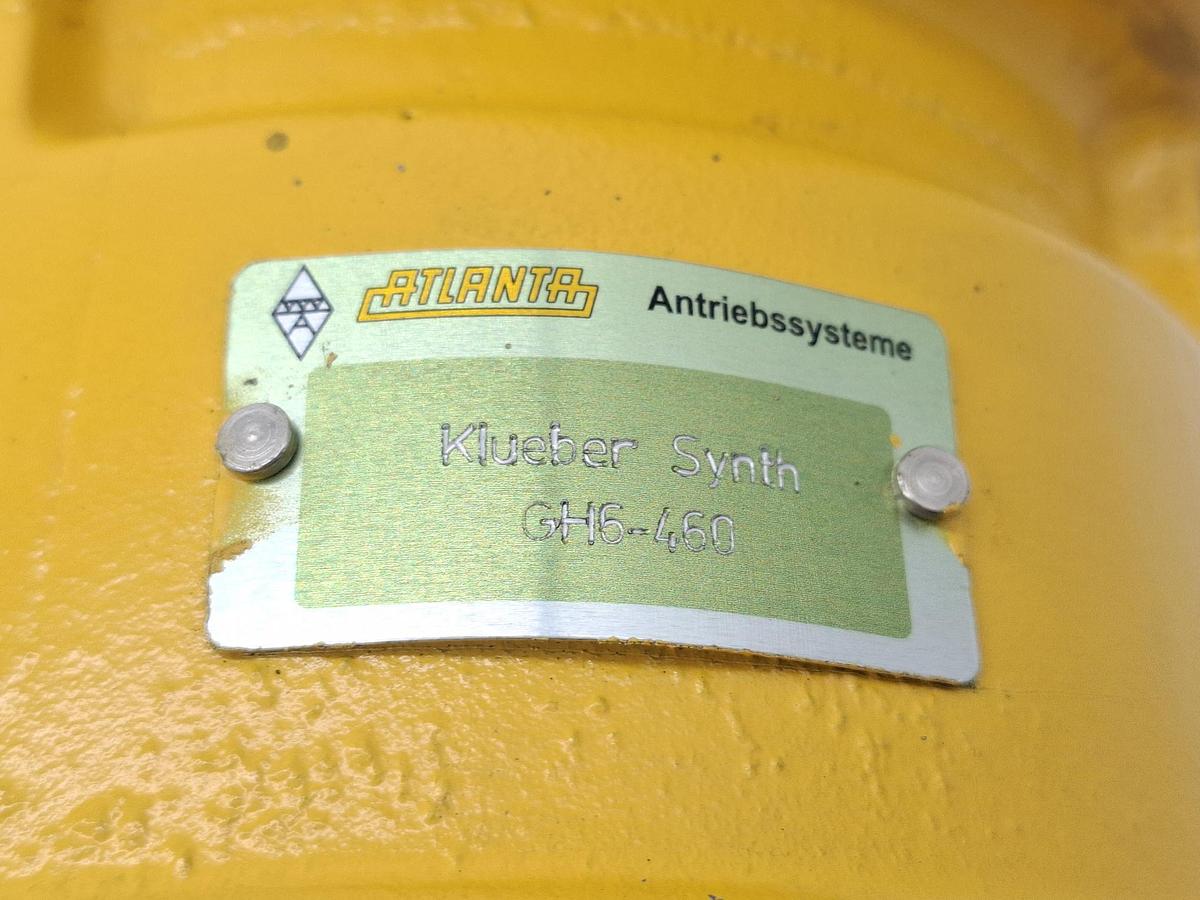 ATLANTA Antriebssysteme
Klueber Synth
GH6-460